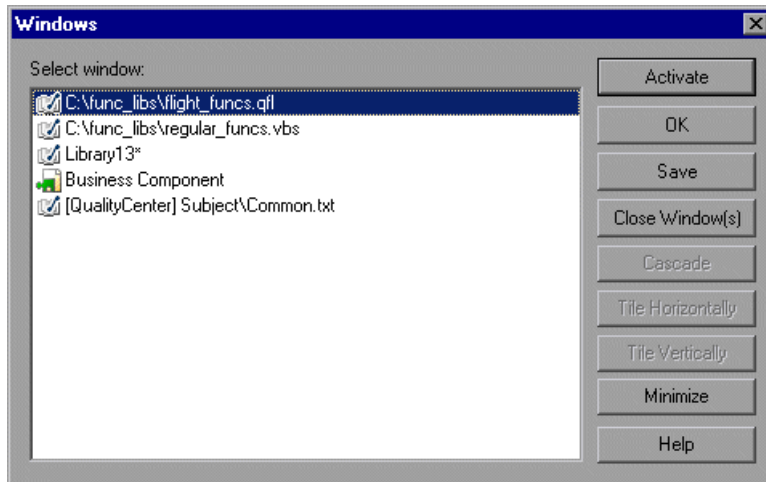 Windows
Select window:
C:\func_libs\flight_funcs.qfl
C:\func_libs\regular_funcs.vbs
Library13*
Business Component
[QualityCenter] Subject\Common.txt
Activate
OK
Save
Close Window(s)
Cascade
Tile Horizontally
Tile Vertically
Minimize
Help